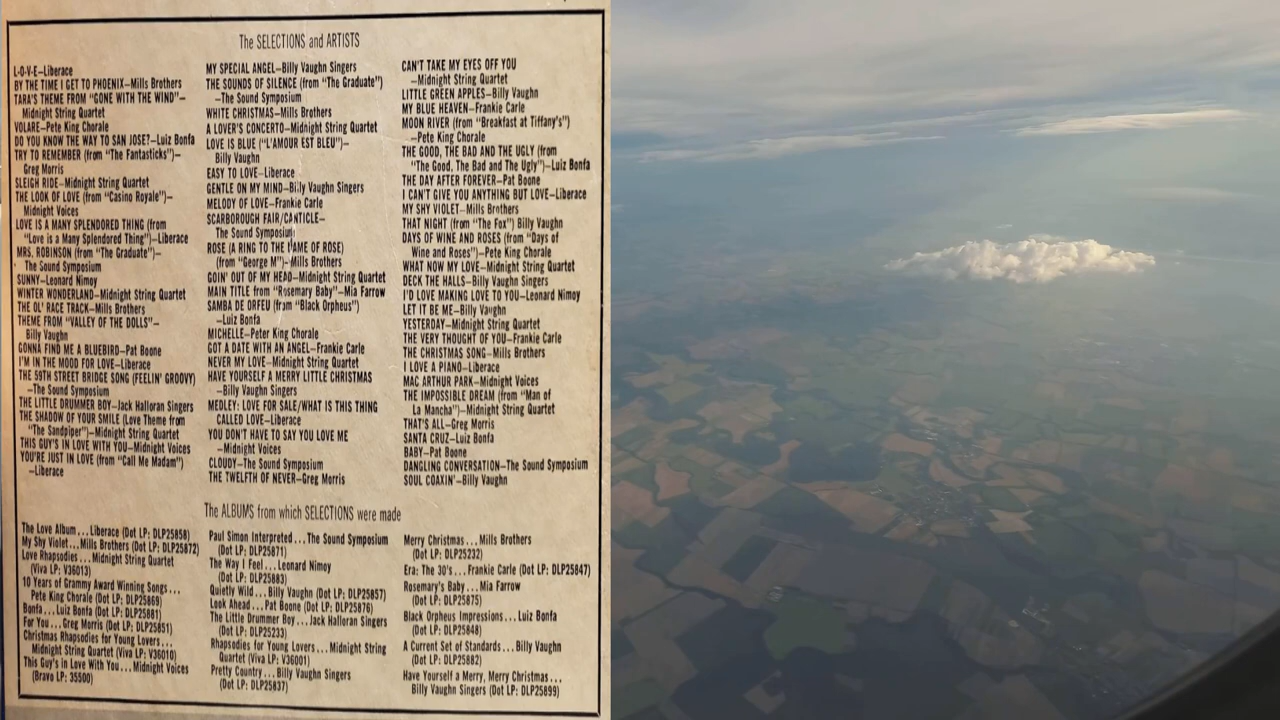 The SELECTIONS and ARTISTS
L-O-V-E—Liberace
BY THE TIME I GET TO PHOENIX—Mills Brothers
TARA'S THEME FROM "GONE WITH THE WIND"—
Midnight String Quartet
VOLARE—Pete King Chorale
DO YOU KNOW THE WAY TO SAN JOSE?—Luiz Bonfa
TRY TO REMEMBER (from "The Fantasticks")—
Greg Morris
SLEIGH RIDE—Midnight String Quartet
THE LOOK OF LOVE (from "Casino Royale")—
Midnight Voices
LOVE IS A MANY SPLENDORED THING (from
"Love is a Many Splendored Thing")—Liberace
MRS. ROBINSON (from "The Graduate")—
The Sound Symposium
SUNNY—Leonard Nimoy
WINTER WONDERLAND—Midnight String Quartet
THE OL' RACE TRACK—Mills Brothers
THEME FROM "VALLEY OF THE DOLLS"—
Billy Vaughn
GONNA FIND ME A BLUEBIRD—Pat Boone
I'M IN THE MOOD FOR LOVE—Liberace
THE 59TH STREET BRIDGE SONG (FEELIN' GROOVY)
—The Sound Symposium
THE LITTLE DRUMMER BOY—Jack Halloran Singers
THE SHADOW OF YOUR SMILE (Love Theme from
"The Sandpiper")—Midnight String Quartet
THIS GUY'S IN LOVE WITH YOU—Midnight Voices
YOU'RE JUST IN LOVE (from "Call Me Madam")
—Liberace
MY SPECIAL ANGEL—Billy Vaughn Singers
THE SOUNDS OF SILENCE (from "The Graduate")
—The Sound Symposium
WHITE CHRISTMAS—Mills Brothers
A LOVER'S CONCERTO—Midnight String Quartet
LOVE IS BLUE ("L'AMOUR EST BLEU")—
Billy Vaughn
EASY TO LOVE—Liberace
GENTLE ON MY MIND—Billy Vaughn Singers
MELODY OF LOVE—Frankie Carle
SCARBOROUGH FAIR/CANTICLE—
The Sound Symposium
ROSE (A RING TO THE NAME OF ROSE)
(from "George M")—Mills Brothers
GOIN' OUT OF MY HEAD—Midnight String Quartet
MAIN TITLE from "Rosemary Baby"—Mia Farrow
SAMBA DE ORFEU (from "Black Orpheus")
—Luiz Bonfa
MICHELLE—Peter King Chorale
GOT A DATE WITH AN ANGEL—Frankie Carle
NEVER MY LOVE—Midnight String Quartet
HAVE YOURSELF A MERRY LITTLE CHRISTMAS
—Billy Vaughn Singers
MEDLEY: LOVE FOR SALE/WHAT IS THIS THING
CALLED LOVE—Liberace
YOU DON'T HAVE TO SAY YOU LOVE ME
—Midnight Voices
CLOUDY—The Sound Symposium
THE TWELFTH OF NEVER—Greg Morris
CAN'T TAKE MY EYES OFF YOU
—Midnight String Quartet
LITTLE GREEN APPLES—Billy Vaughn
MY BLUE HEAVEN—Frankie Carle
MOON RIVER (from "Breakfast at Tiffany's")
—Pete King Chorale
THE GOOD, THE BAD AND THE UGLY (from
"The Good, The Bad and The Ugly")—Luiz Bonfa
THE DAY AFTER FOREVER—Pat Boone
I CAN'T GIVE YOU ANYTHING BUT LOVE—Liberace
MY SHY VIOLET—Mills Brothers
THAT NIGHT (from "The Fox") Billy Vaughn
DAYS OF WINE AND ROSES (from "Days of
Wine and Roses")—Pete King Chorale
WHAT NOW MY LOVE—Midnight String Quartet
DECK THE HALLS—Billy Vaughn Singers
I'D LOVE MAKING LOVE TO YOU—Leonard Nimoy
LET IT BE ME—Billy Vaughn
YESTERDAY—Midnight String Quartet
THE VERY THOUGHT OF YOU—Frankie Carle
THE CHRISTMAS SONG—Mills Brothers
I LOVE A PIANO—Liberace
MAC ARTHUR PARK—Midnight Voices
THE IMPOSSIBLE DREAM (from "Man of
La Mancha")—Midnight String Quartet
THAT'S ALL—Greg Morris
SANTA CRUZ—Luiz Bonfa
BABY—Pat Boone
DANGLING CONVERSATION—The Sound Symposium
SOUL COAXIN'—Billy Vaughn
The ALBUMS from which SELECTIONS were made
The Love Album...Liberace (Dot LP: DLP25858)
My Shy Violet...Mills Brothers (Dot LP: DLP25872)
Love Rhapsodies...Midnight String Quartet
(Viva LP: V36013)
10 Years of Grammy Award Winning Songs...
Pete King Chorale (Dot LP: DLP25869)
Bonfa...Luiz Bonfa (Dot LP: DLP25881)
For You...Greg Morris (Dot LP: DLP25851)
Christmas Rhapsodies for Young Lovers...
Midnight String Quartet (Viva LP: V36010)
This Guy's in Love With You...Midnight Voices
(Bravo LP: 35500)
Paul Simon Interpreted...The Sound Symposium
(Dot LP: DLP25871)
The Way I Feel...Leonard Nimoy
(Dot LP: DLP25883)
Quietly Wild...Billy Vaughn (Dot LP: DLP25857)
Look Ahead...Pat Boone (Dot LP: DLP25876)
The Little Drummer Boy...Jack Halloran Singers
(Dot LP: DLP25233)
Rhapsodies for Young Lovers...Midnight String
Quartet (Viva LP: V36001)
Pretty Country...Billy Vaughn Singers
(Dot LP: DLP25837)
Merry Christmas...Mills Brothers
(Dot LP: DLP25232)
Era: The 30's...Frankie Carle (Dot LP: DLP25847)
Rosemary's Baby...Mia Farrow
(Dot LP: DLP25875)
Black Orpheus Impressions...Luiz Bonfa
(Dot LP: DLP25848)
A Current Set of Standards...Billy Vaughn
(Dot LP: DLP25882)
Have Yourself a Merry, Merry Christmas...
Billy Vaughn Singers (Dot LP: DLP25899)